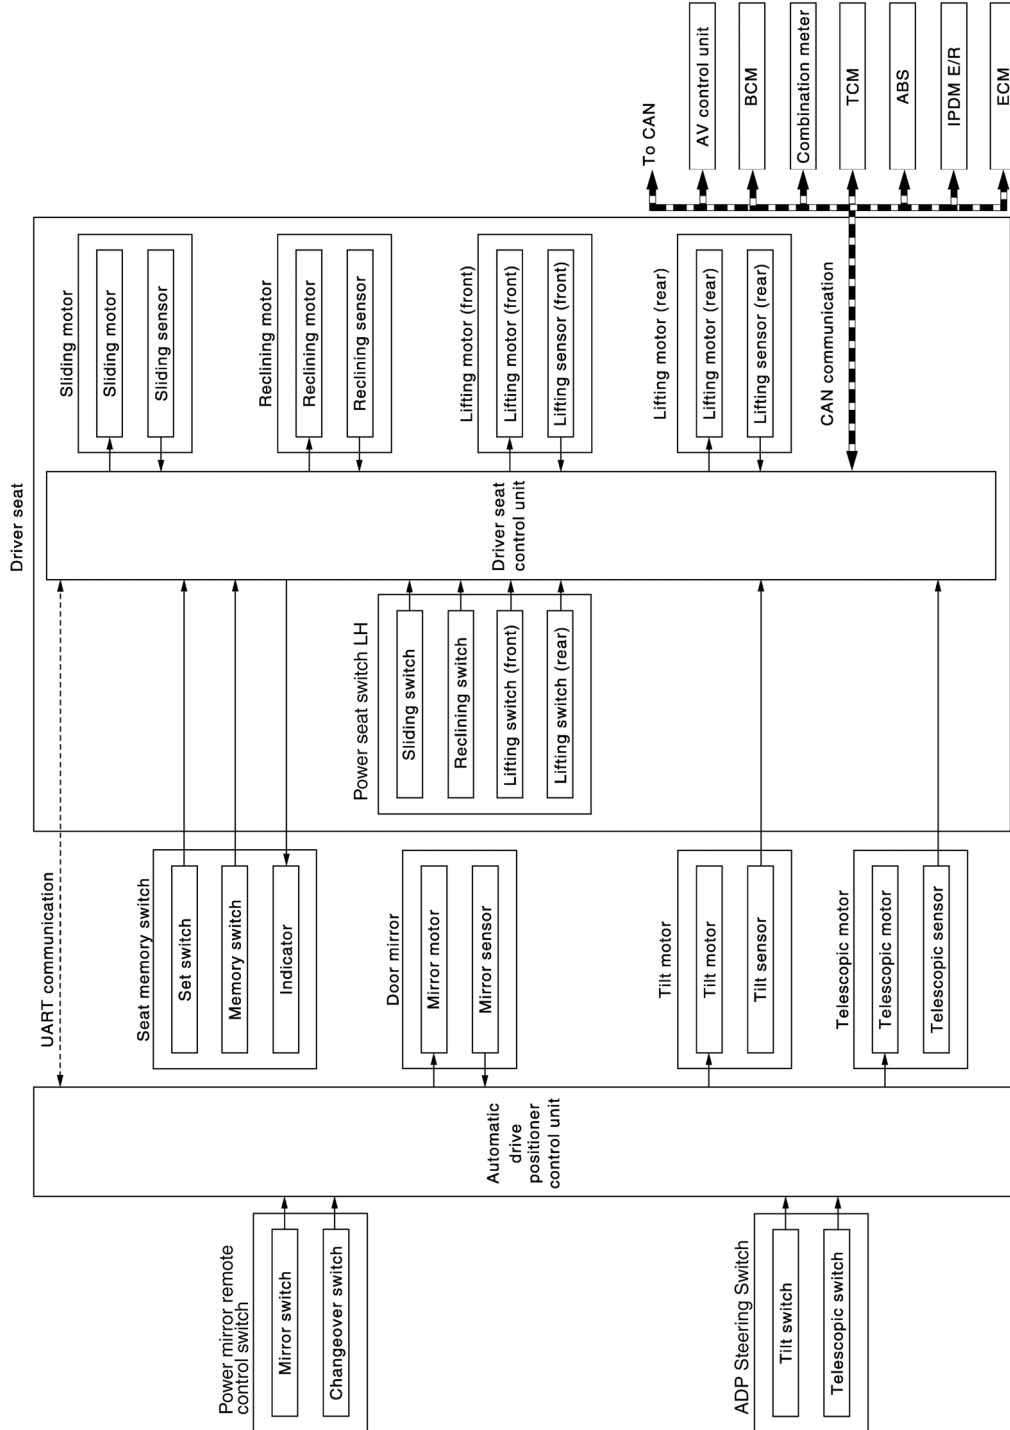 Power mirror remote
control switch
Mirror switch
Changeover switch
ADP Steering Switch
Tilt switch
Telescopic switch
Automatic
drive
positioner
control unit
UART communication
Seat memory switch
Set switch
Memory switch
Indicator
Door mirror
Mirror motor
Mirror sensor
Tilt motor
Tilt motor
Tilt sensor
Telescopic motor
Telescopic motor
Telescopic sensor
Driver seat
Power seat switch LH
Sliding switch
Reclining switch
Lifting switch (front)
Lifting switch (rear)
Driver seat
control unit
Sliding motor
Sliding motor
Sliding sensor
Reclining motor
Reclining motor
Reclining sensor
Lifting motor (front)
Lifting motor (front)
Lifting sensor (front)
Lifting motor (rear)
Lifting motor (rear)
Lifting sensor (rear)
CAN communication
To CAN
AV control unit
BCM
Combination meter
TCM
ABS
IPDM E/R
ECM